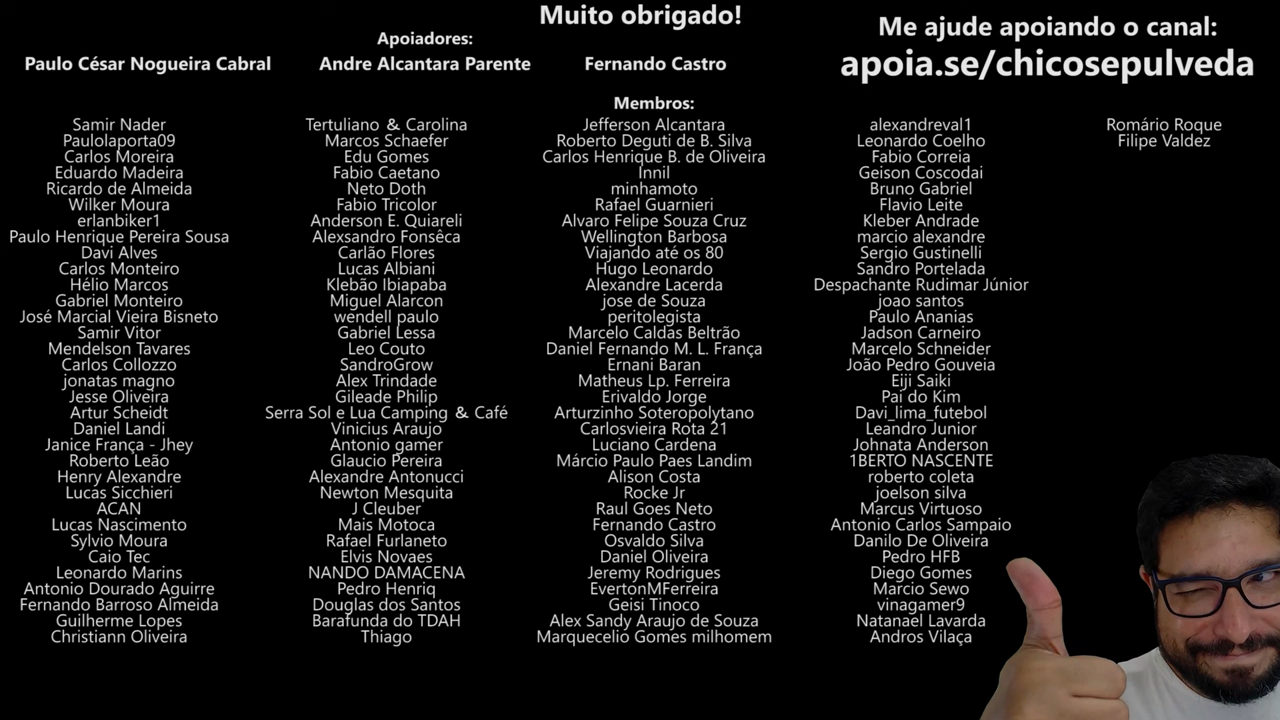 Muito obrigado!
Me ajude apoiando o canal:
apoia.se/chicosepulveda
Apoiadores:
Paulo César Nogueira Cabral
Andre Alcantara Parente
Fernando Castro
Membros:
Samir Nader
Paulolaporta09
Carlos Moreira
Eduardo Madeira
Ricardo de Almeida
Wilker Moura
erlanbiker1
Paulo Henrique Pereira Sousa
Davi Alves
Carlos Monteiro
Hélio Marcos
Gabriel Monteiro
José Marcial Vieira Bisneto
Samir Vitor
Mendelson Tavares
Carlos Collozzo
jonatas magno
Jesse Oliveira
Artur Scheidt
Daniel Landi
Janice França - Jhey
Roberto Leão
Henry Alexandre
Lucas Sicchieri
ACAN
Lucas Nascimento
Sylvio Moura
Caio Tec
Leonardo Marins
Antonio Dourado Aguirre
Fernando Barroso Almeida
Guilherme Lopes
Christiann Oliveira
Tertuliano & Carolina
Marcos Schaefer
Edu Gomes
Fabio Caetano
Neto Doth
Fabio Tricolor
Anderson E. Quiareli
Alexsandro Fonsêca
Carlão Flores
Lucas Albiani
Klebão Ibiapaba
Miguel Alarcon
wendell paulo
Gabriel Lessa
Leo Couto
SandroGrow
Alex Trindade
Gileade Philip
Serra Sol e Lua Camping & Café
Vinicius Araujo
Antonio gamer
Glaucio Pereira
Alexandre Antonucci
Newton Mesquita
J Cleuber
Mais Motoca
Rafael Furlaneto
Elvis Novaes
NANDO DAMACENA
Pedro Henriq
Douglas dos Santos
Barafunda do TDAH
Thiago
Jefferson Alcantara
Roberto Deguti de B. Silva
Carlos Henrique B. de Oliveira
Innil
minhamoto
Rafael Guarnieri
Alvaro Felipe Souza Cruz
Wellington Barbosa
Viajando até os 80
Hugo Leonardo
Alexandre Lacerda
jose de Souza
peritolegista
Marcelo Caldas Beltrão
Daniel Fernando M. L. França
Ernani Baran
Matheus Lp. Ferreira
Erivaldo Jorge
Arturzinho Soteropolytano
Carlosvieira Rota 21
Luciano Cardena
Márcio Paulo Paes Landim
Alison Costa
Rocke Jr
Raul Goes Neto
Fernando Castro
Osvaldo Silva
Daniel Oliveira
Jeremy Rodrigues
EvertonMFerreira
Geisi Tinoco
Alex Sandy Araujo de Souza
Marquecelio Gomes milhomem
alexandreval1
Leonardo Coelho
Fabio Correia
Geison Coscodai
Bruno Gabriel
Flavio Leite
Kleber Andrade
marcio alexandre
Sergio Gustinelli
Sandro Portelada
Despachante Rudimar Júnior
joao santos
Paulo Ananias
Jadson Carneiro
Marcelo Schneider
João Pedro Gouveia
Eiji Saiki
Pai do Kim
Davi_lima_futebol
Leandro Junior
Johnata Anderson
1BERTO NASCENTE
roberto coleta
joelson silva
Marcus Virtuoso
Antonio Carlos Sampaio
Danilo De Oliveira
Pedro HFB
Diego Gomes
Marcio Sewo
vinagamer9
Natanael Lavarda
Andros Vilaça
Romário Roque
Filipe Valdez